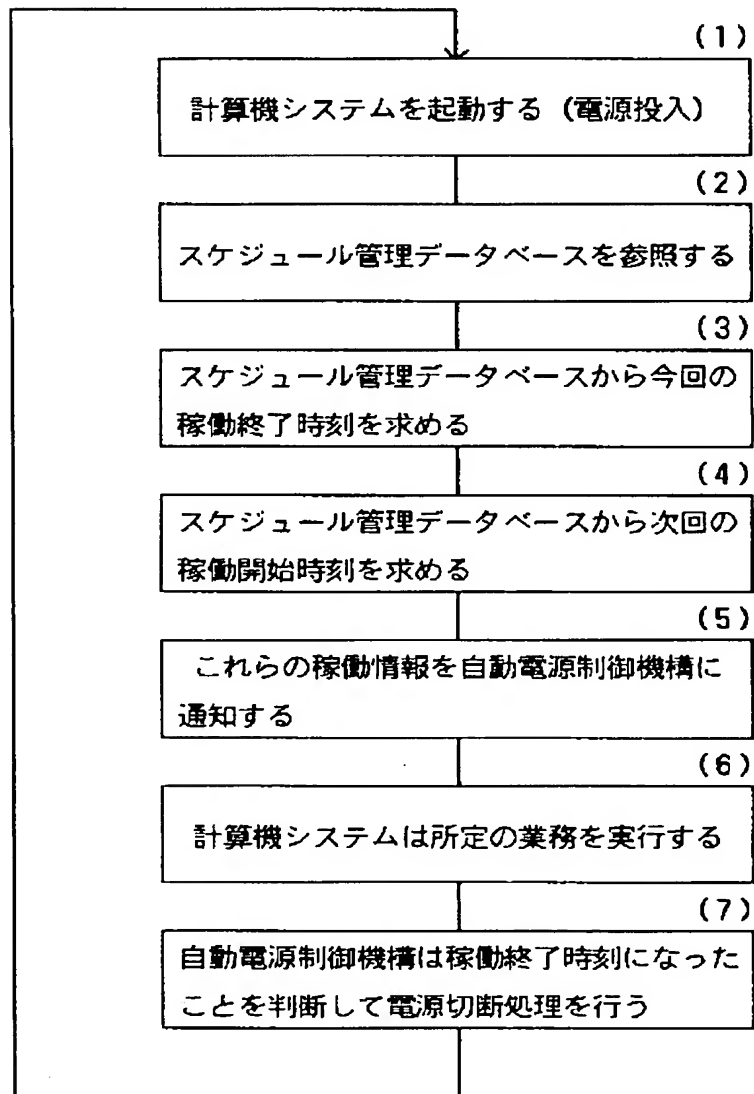 (1)
計算機システムを起動する (電源投入)
(2)
スケジュール管理データベースを参照する
(3)
スケジュール管理データベースから今回の
稼働終了時刻を求める
(4)
スケジュール管理データベースから次回の
稼働開始時刻を求める
(5)
これらの稼働情報を自動電源制御機構に
通知する
(6)
計算機システムは所定の業務を実行する
(7)
自動電源制御機構は稼働終了時刻になった
ことを判断して電源切断処理を行う